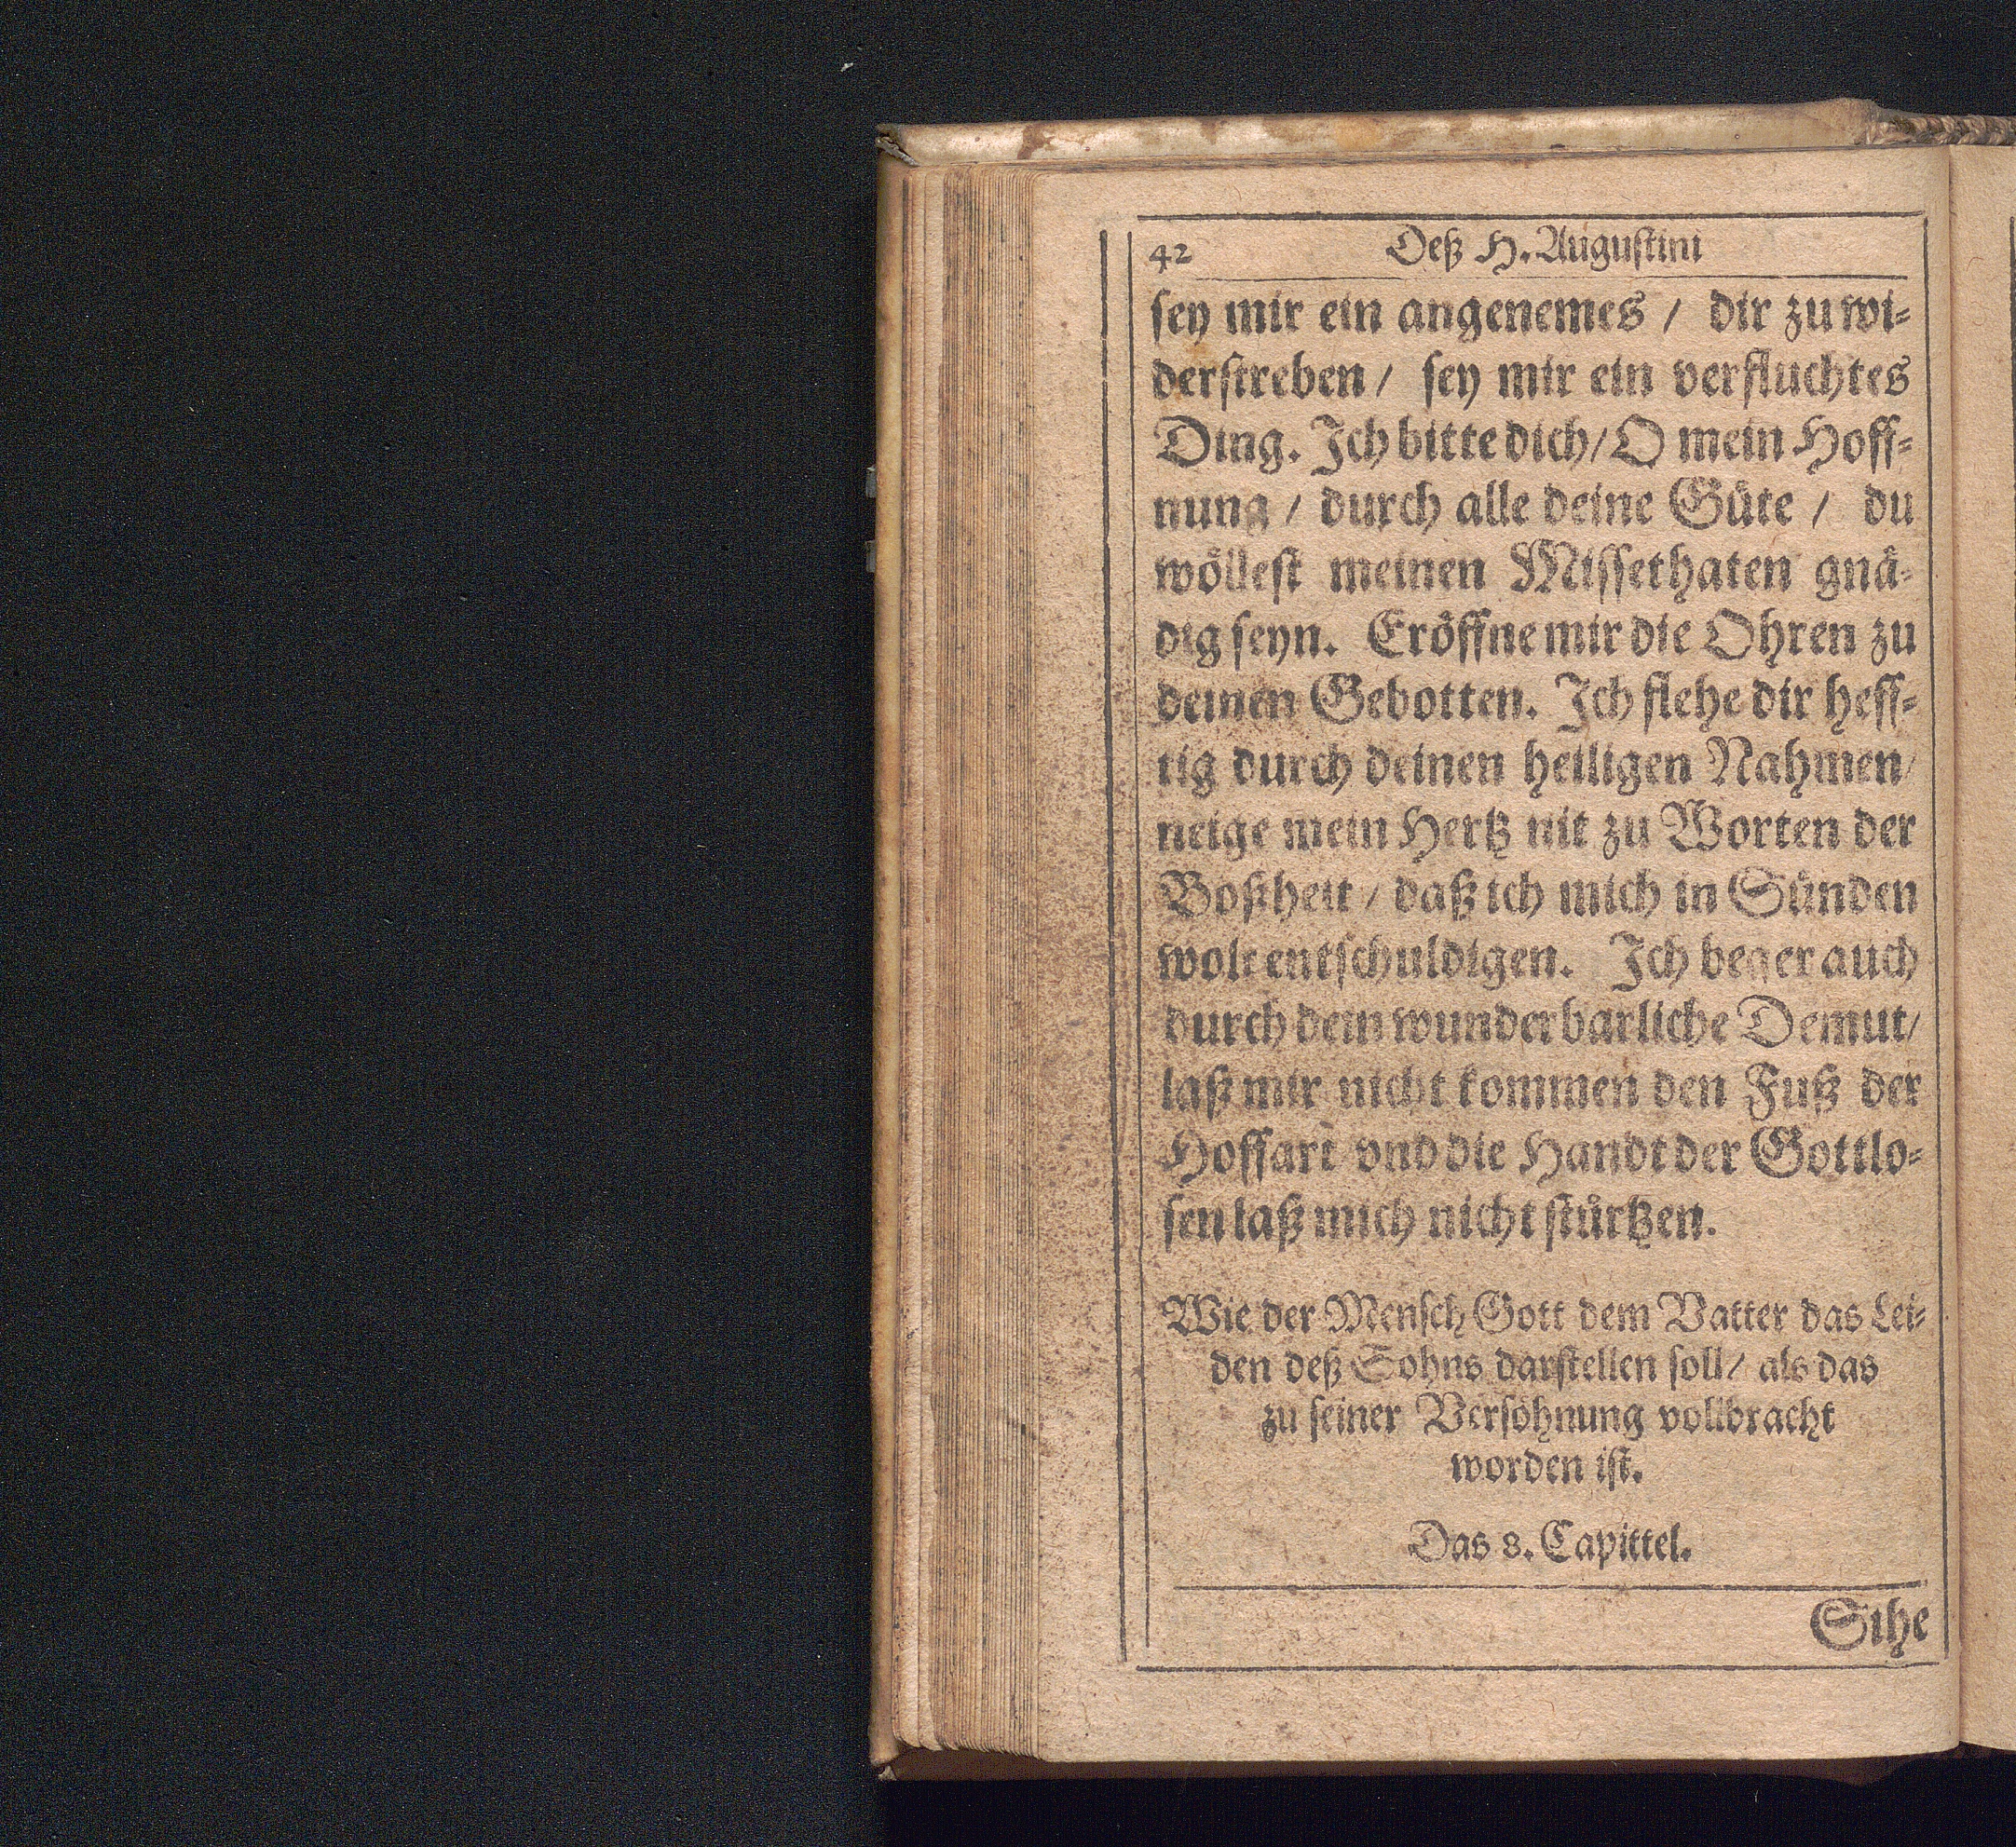 42 Deß H. Augustini
sey mir ein angenemes / dir zu wi-
derstreben / sey mir ein verfluchtes
Ding. Ich bitte dich / O mein Hoff-
nung / durch alle deine Güte / du
wöllest meinen Missethaten gnä-
dig seyn. Eröffne mir die Ohren zu
deinen Gebotten. Ich flehe dir heff-
tig durch deinen heiligen Nahmen /
neige mein Hertz nit zu Worten der
Boßheit / daß ich mich in Sünden
wolt entschuldigen. Ich beger auch
durch dein wunderbarliche Demut /
laß mir nicht kommen den Fuß der
Hoffart vnd die Handt der Gottlo-
sen laß mich nicht stürtzen.
Wie der Mensch Gott dem Vatter das Lei-
den deß Sohns darstellen soll / als das
zu seiner Versöhnung vollbracht
worden ist.
Das 8. Capittel.
Sihe